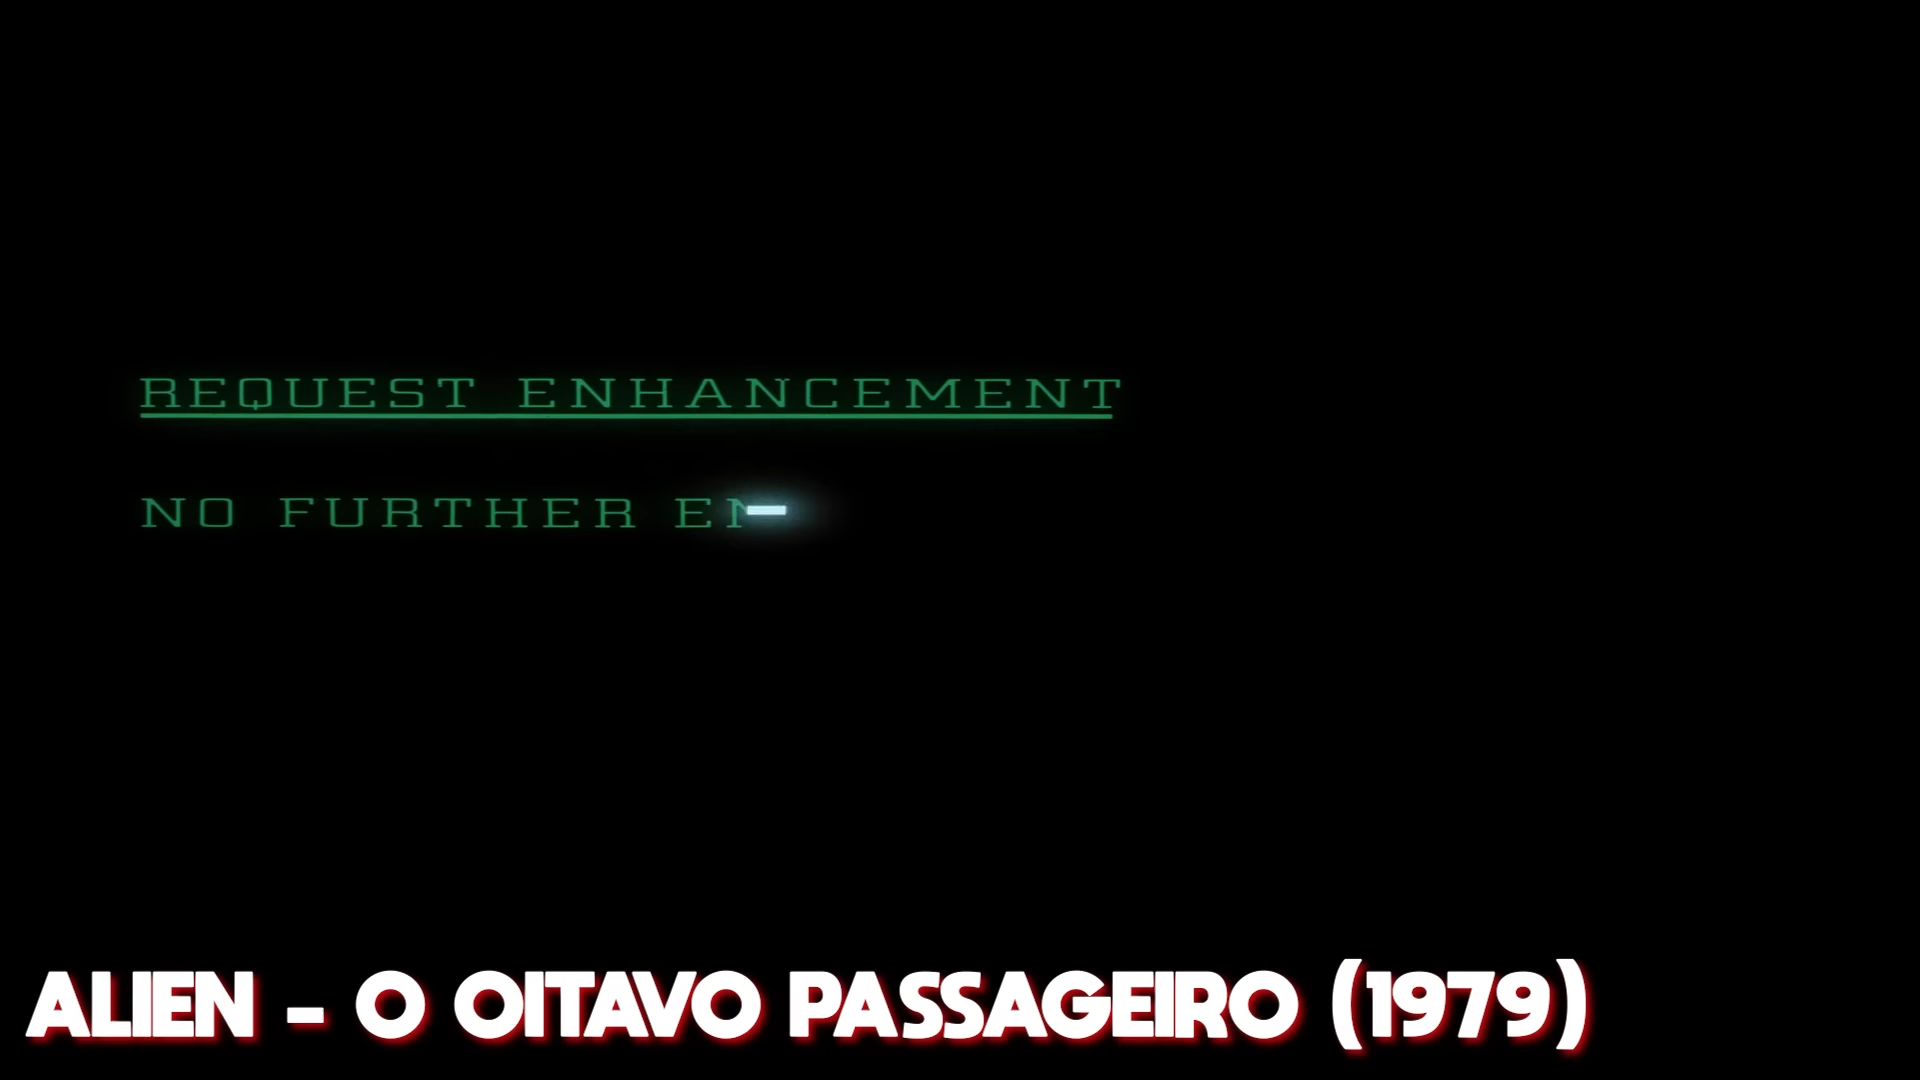 REQUEST ENHANCEMENT
NO FURTHER EN
ALIEN - O OITAVO PASSAGEIRO (1979)